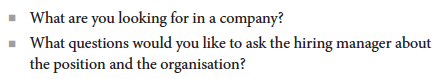 ▪ What are you looking for in a company?
▪ What questions would you like to ask the hiring manager about
the position and the organisation?